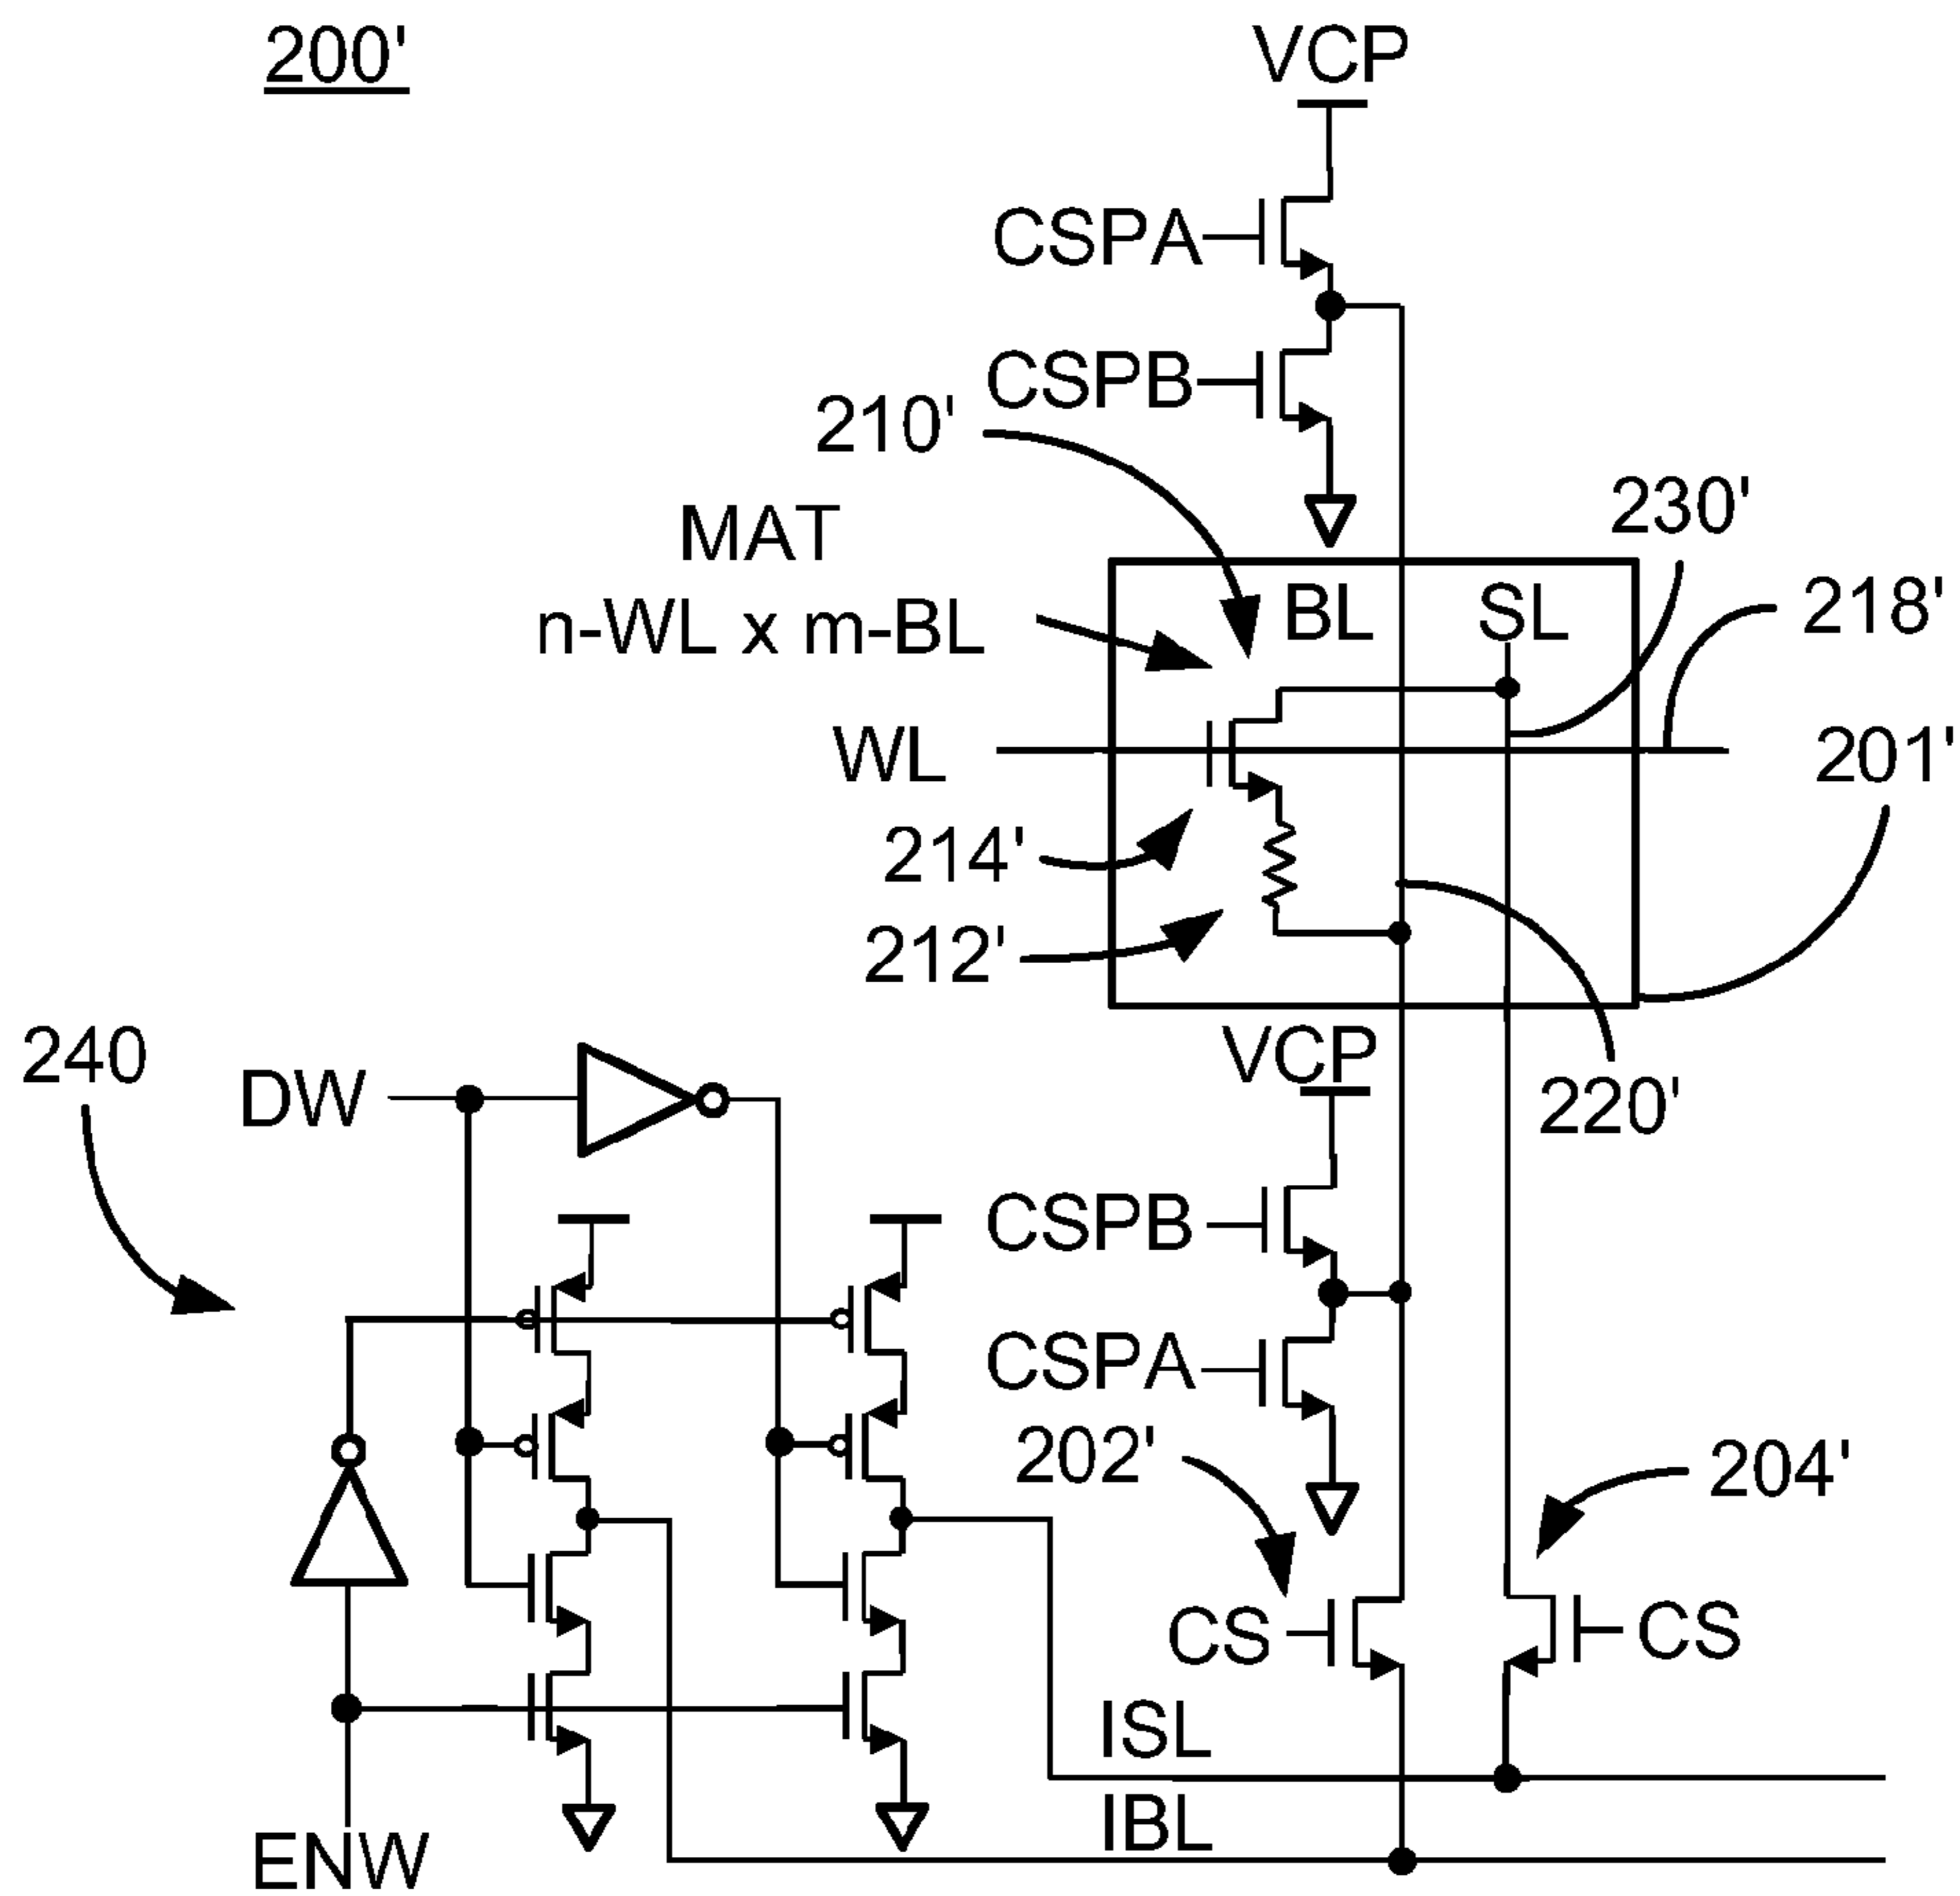 200'
VCP
CSPA
CSPB
210'
230'
MAT
n-WL x m-BL
BL
SL
218'
WL
201'
214'
212'
240
DW
VCP
220'
CSPB
CSPA
202'
204'
CS
CS
ISL
IBL
ENW